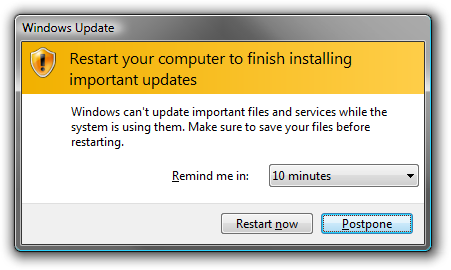 Windows Update
Restart your computer to finish installing
important updates
Windows can't update important files and services while the
system is using them. Make sure to save your files before
restarting.
Remind me in: 10 minutes
Restart now Postpone